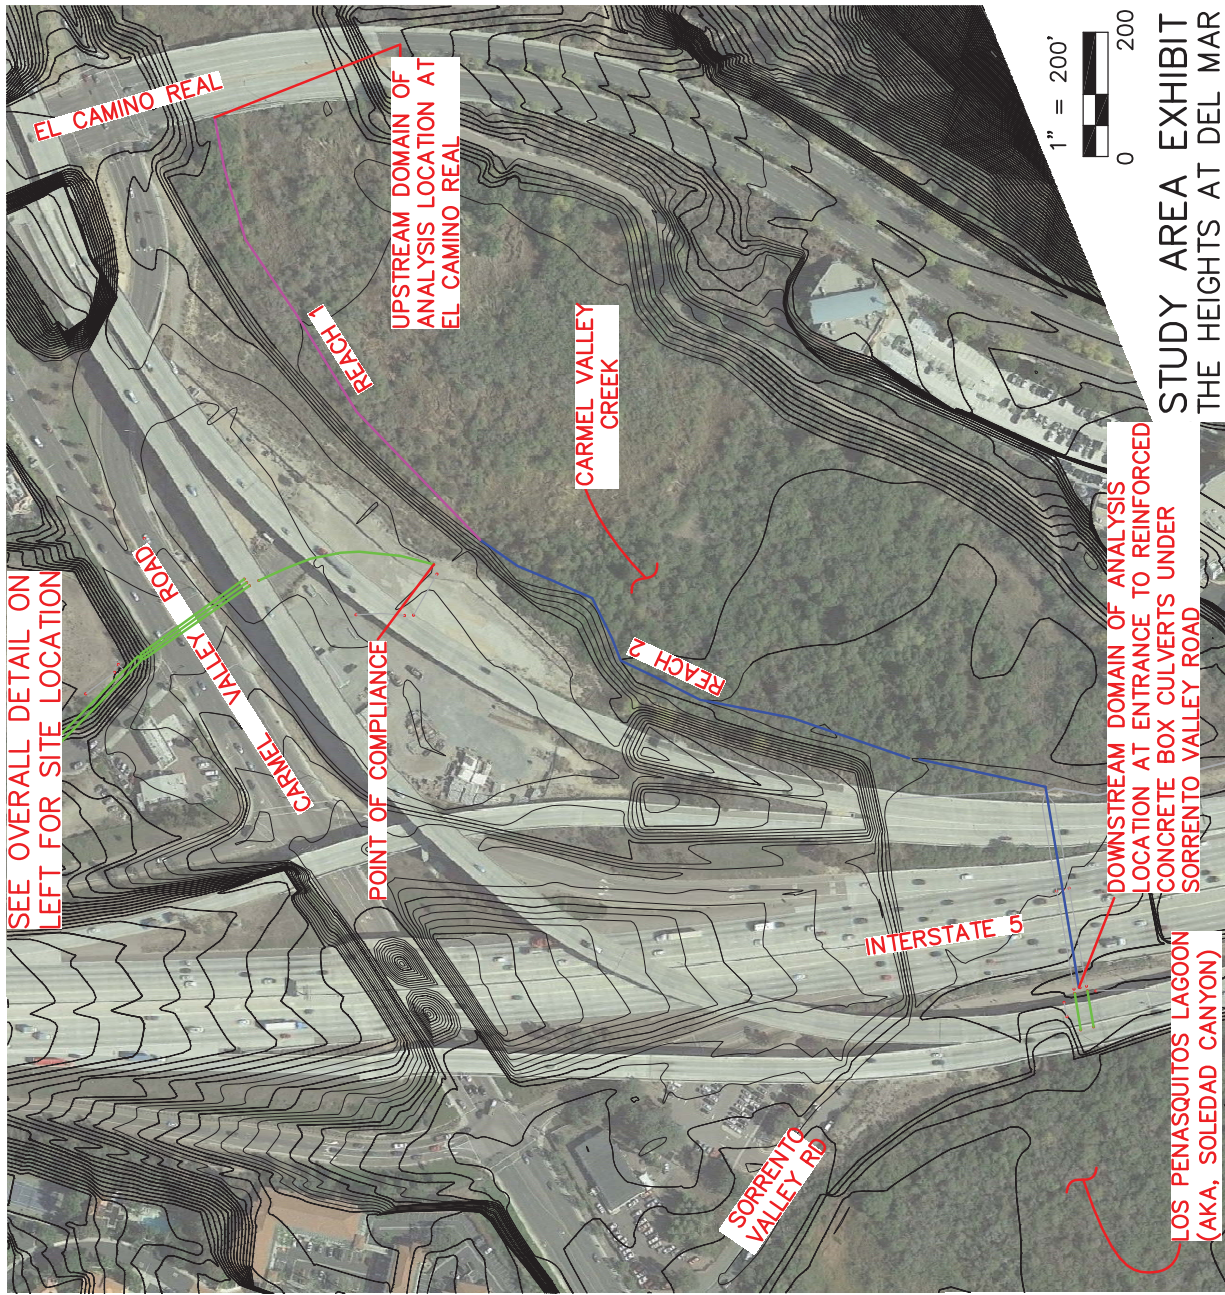 SEE OVERALL DETAIL ON
LEFT FOR SITE LOCATION
EL CAMINO REAL
UPSTREAM DOMAIN OF
ANALYSIS LOCATION AT
EL CAMINO REAL
REACH 1
CARMEL VALLEY
CREEK
CARMEL VALLEY ROAD
POINT OF COMPLIANCE
REACH 2
INTERSTATE 5
DOWNSTREAM DOMAIN OF ANALYSIS
LOCATION AT ENTRANCE TO REINFORCED
CONCRETE BOX CULVERTS UNDER
SORRENTO VALLEY ROAD
SORRENTO
VALLEY RD
LOS PENASQUITOS LAGOON
(AKA, SOLEDAD CANYON)
1" = 200'
0 200
STUDY AREA EXHIBIT
THE HEIGHTS AT DEL MAR